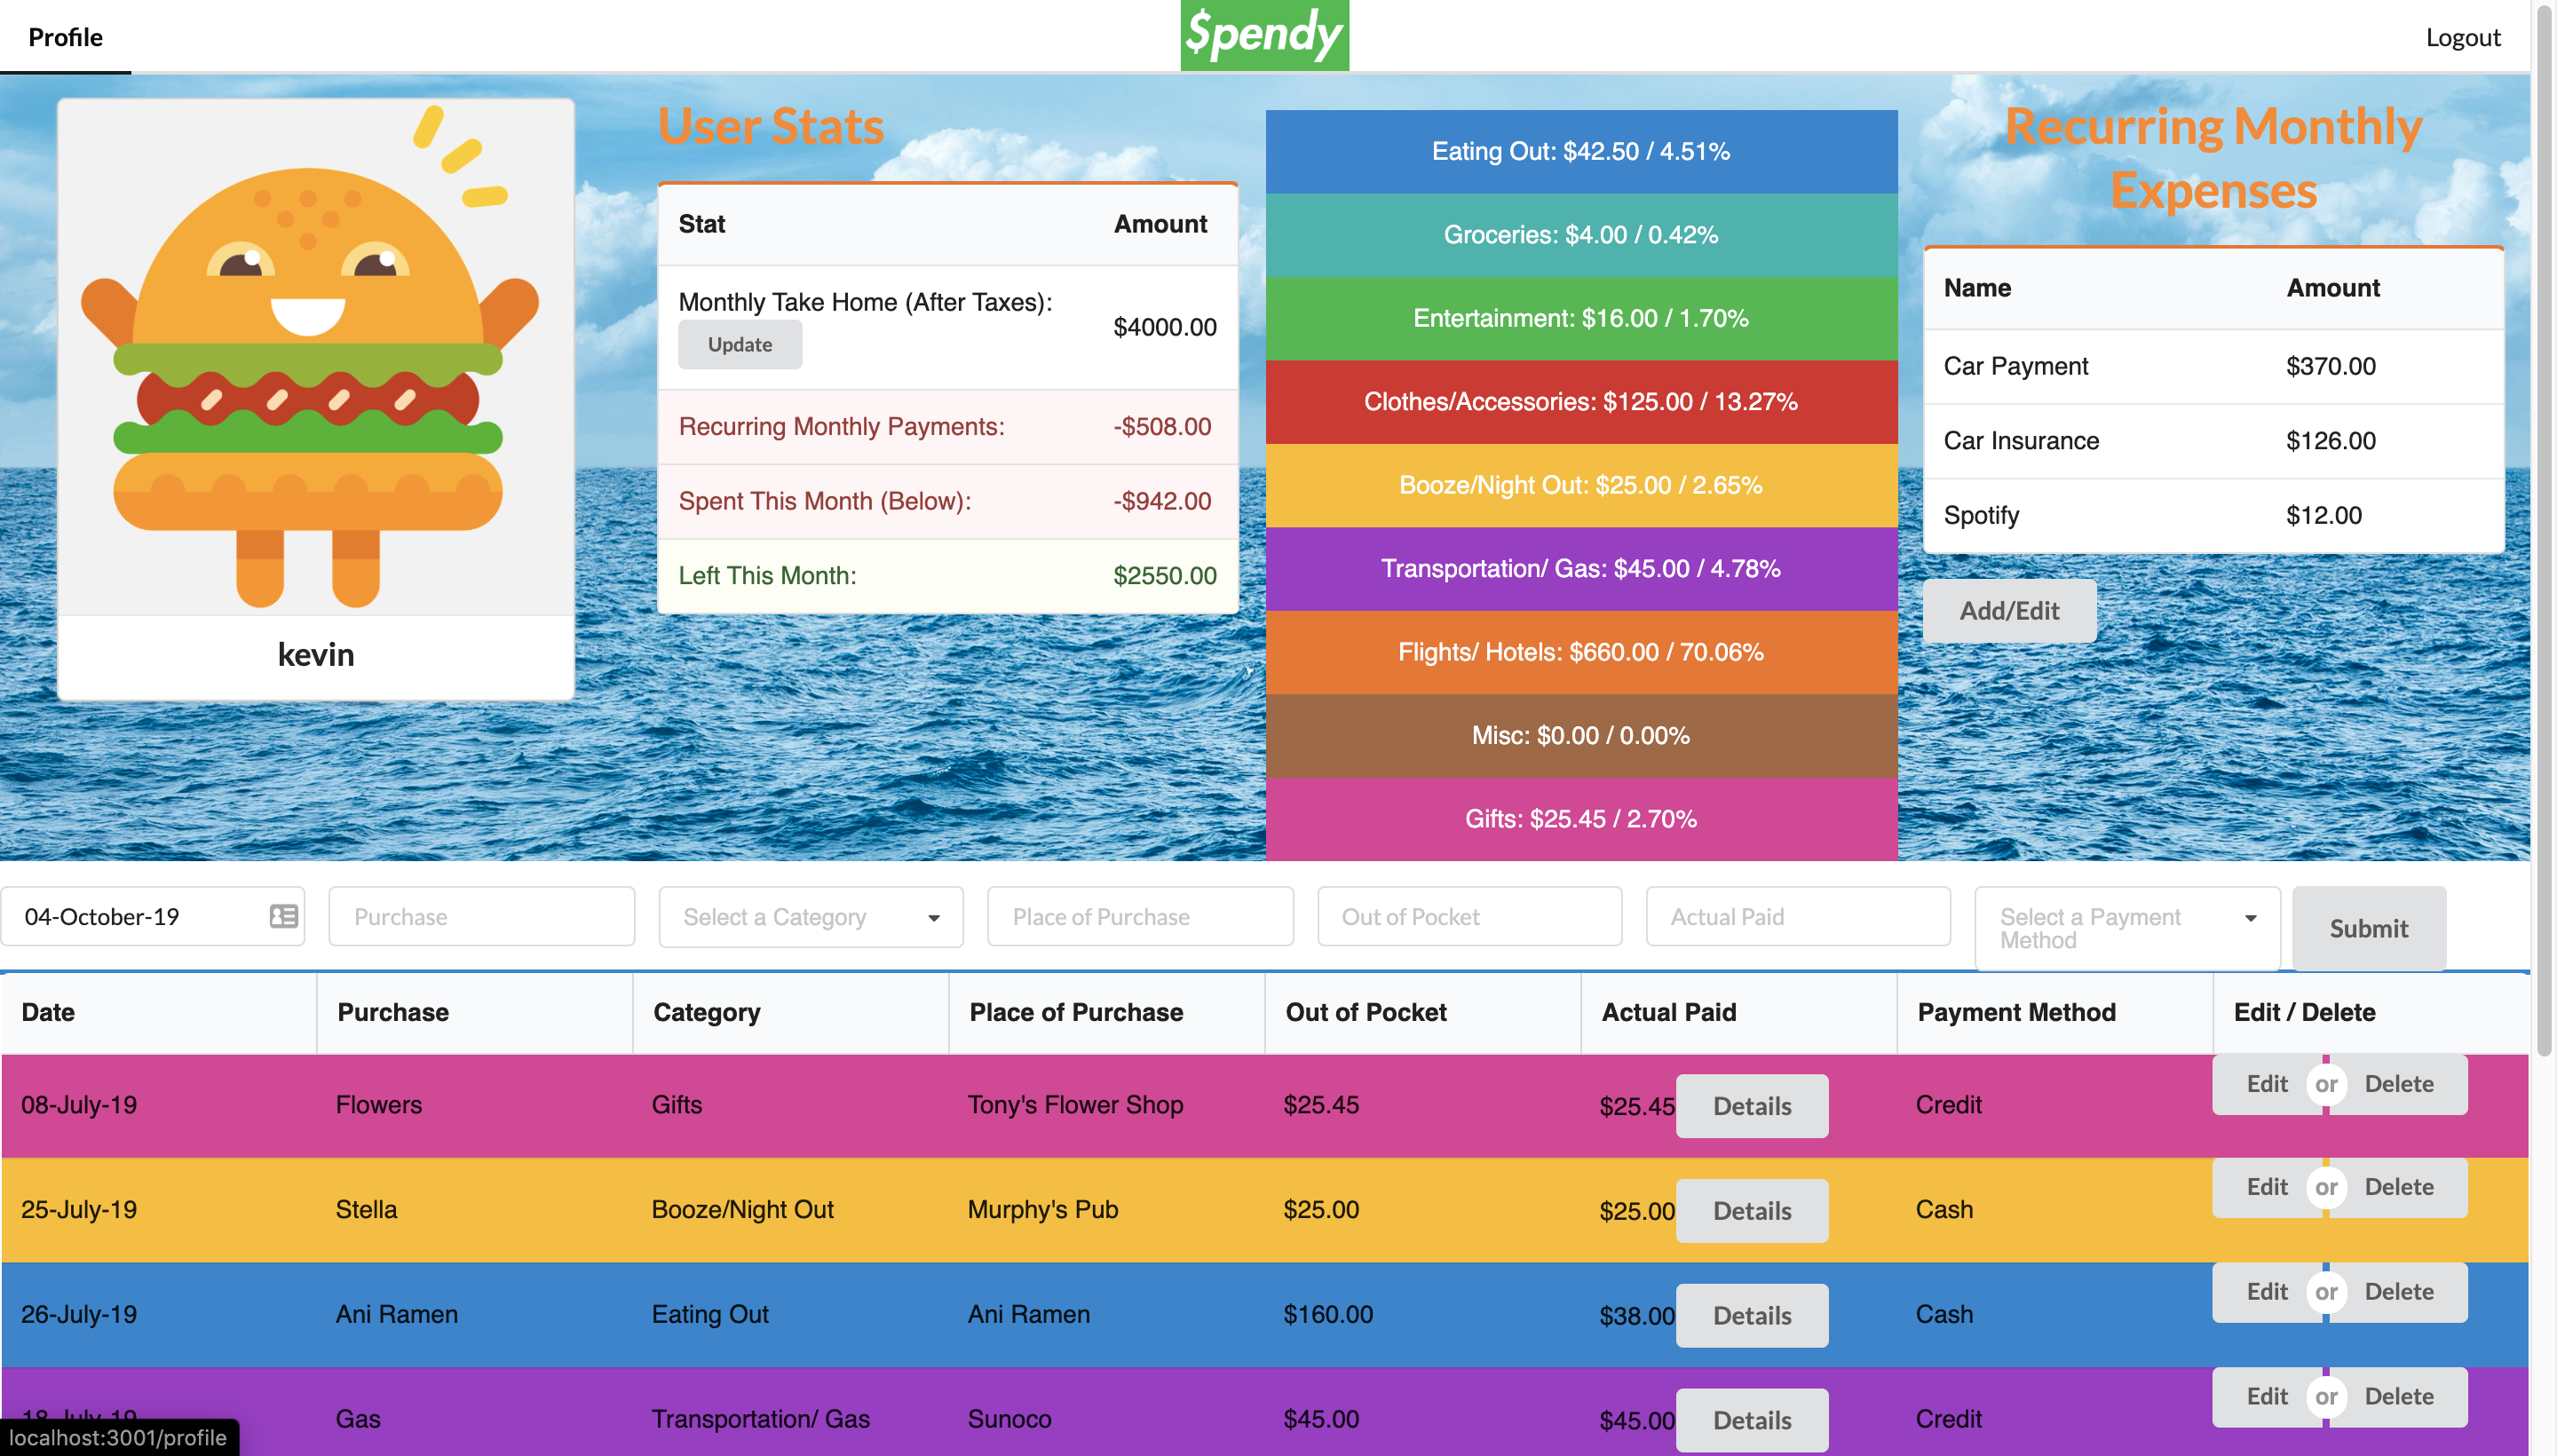 Profile
$pendy
Logout
User Stats
Stat Amount
Monthly Take Home (After Taxes):
Update
$4000.00
Recurring Monthly Payments: -$508.00
Spent This Month (Below): -$942.00
Left This Month: $2550.00
kevin
Eating Out: $42.50 / 4.51%
Groceries: $4.00 / 0.42%
Entertainment: $16.00 / 1.70%
Clothes/Accessories: $125.00 / 13.27%
Booze/Night Out: $25.00 / 2.65%
Transportation/ Gas: $45.00 / 4.78%
Flights/ Hotels: $660.00 / 70.06%
Misc: $0.00 / 0.00%
Gifts: $25.45 / 2.70%
Recurring Monthly
Expenses
Name Amount
Car Payment $370.00
Car Insurance $126.00
Spotify $12.00
Add/Edit
04-October-19 Purchase Select a Category Place of Purchase Out of Pocket Actual Paid Select a Payment
Method
Submit
Date Purchase Category Place of Purchase Out of Pocket Actual Paid Payment Method Edit / Delete
08-July-19 Flowers Gifts Tony's Flower Shop $25.45 $25.45 Details Credit Edit or Delete
25-July-19 Stella Booze/Night Out Murphy's Pub $25.00 $25.00 Details Cash Edit or Delete
26-July-19 Ani Ramen Eating Out Ani Ramen $160.00 $38.00 Details Cash Edit or Delete
18-July-19 Gas Transportation/ Gas Sunoco $45.00 $45.00 Details Credit Edit or Delete
localhost:3001/profile